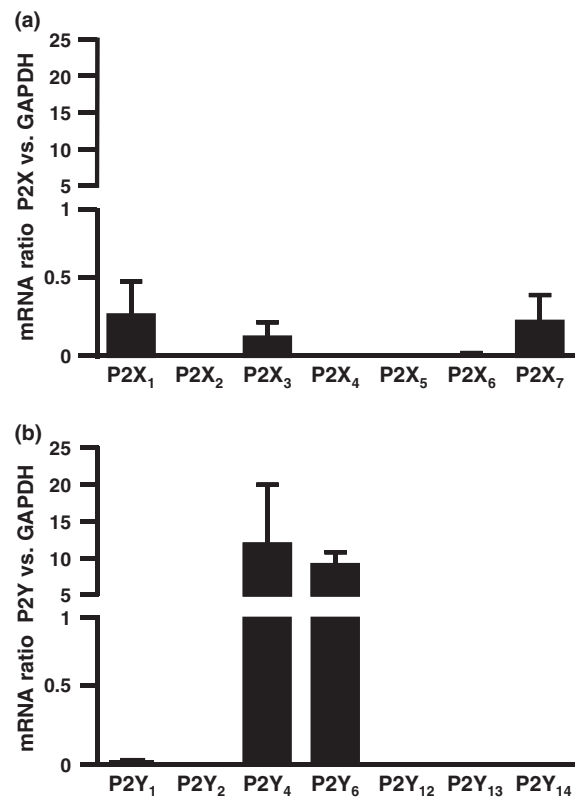 (a)
mRNA ratio P2X vs. GAPDH
25
20
15
10
5
1
0.5
0
P2X₁ P2X₂ P2X₃ P2X₄ P2X₅ P2X₆ P2X₇
(b)
mRNA ratio P2Y vs. GAPDH
25
20
15
10
5
1
0.5
0
P2Y₁ P2Y₂ P2Y₄ P2Y₆ P2Y₁₂ P2Y₁₃ P2Y₁₄